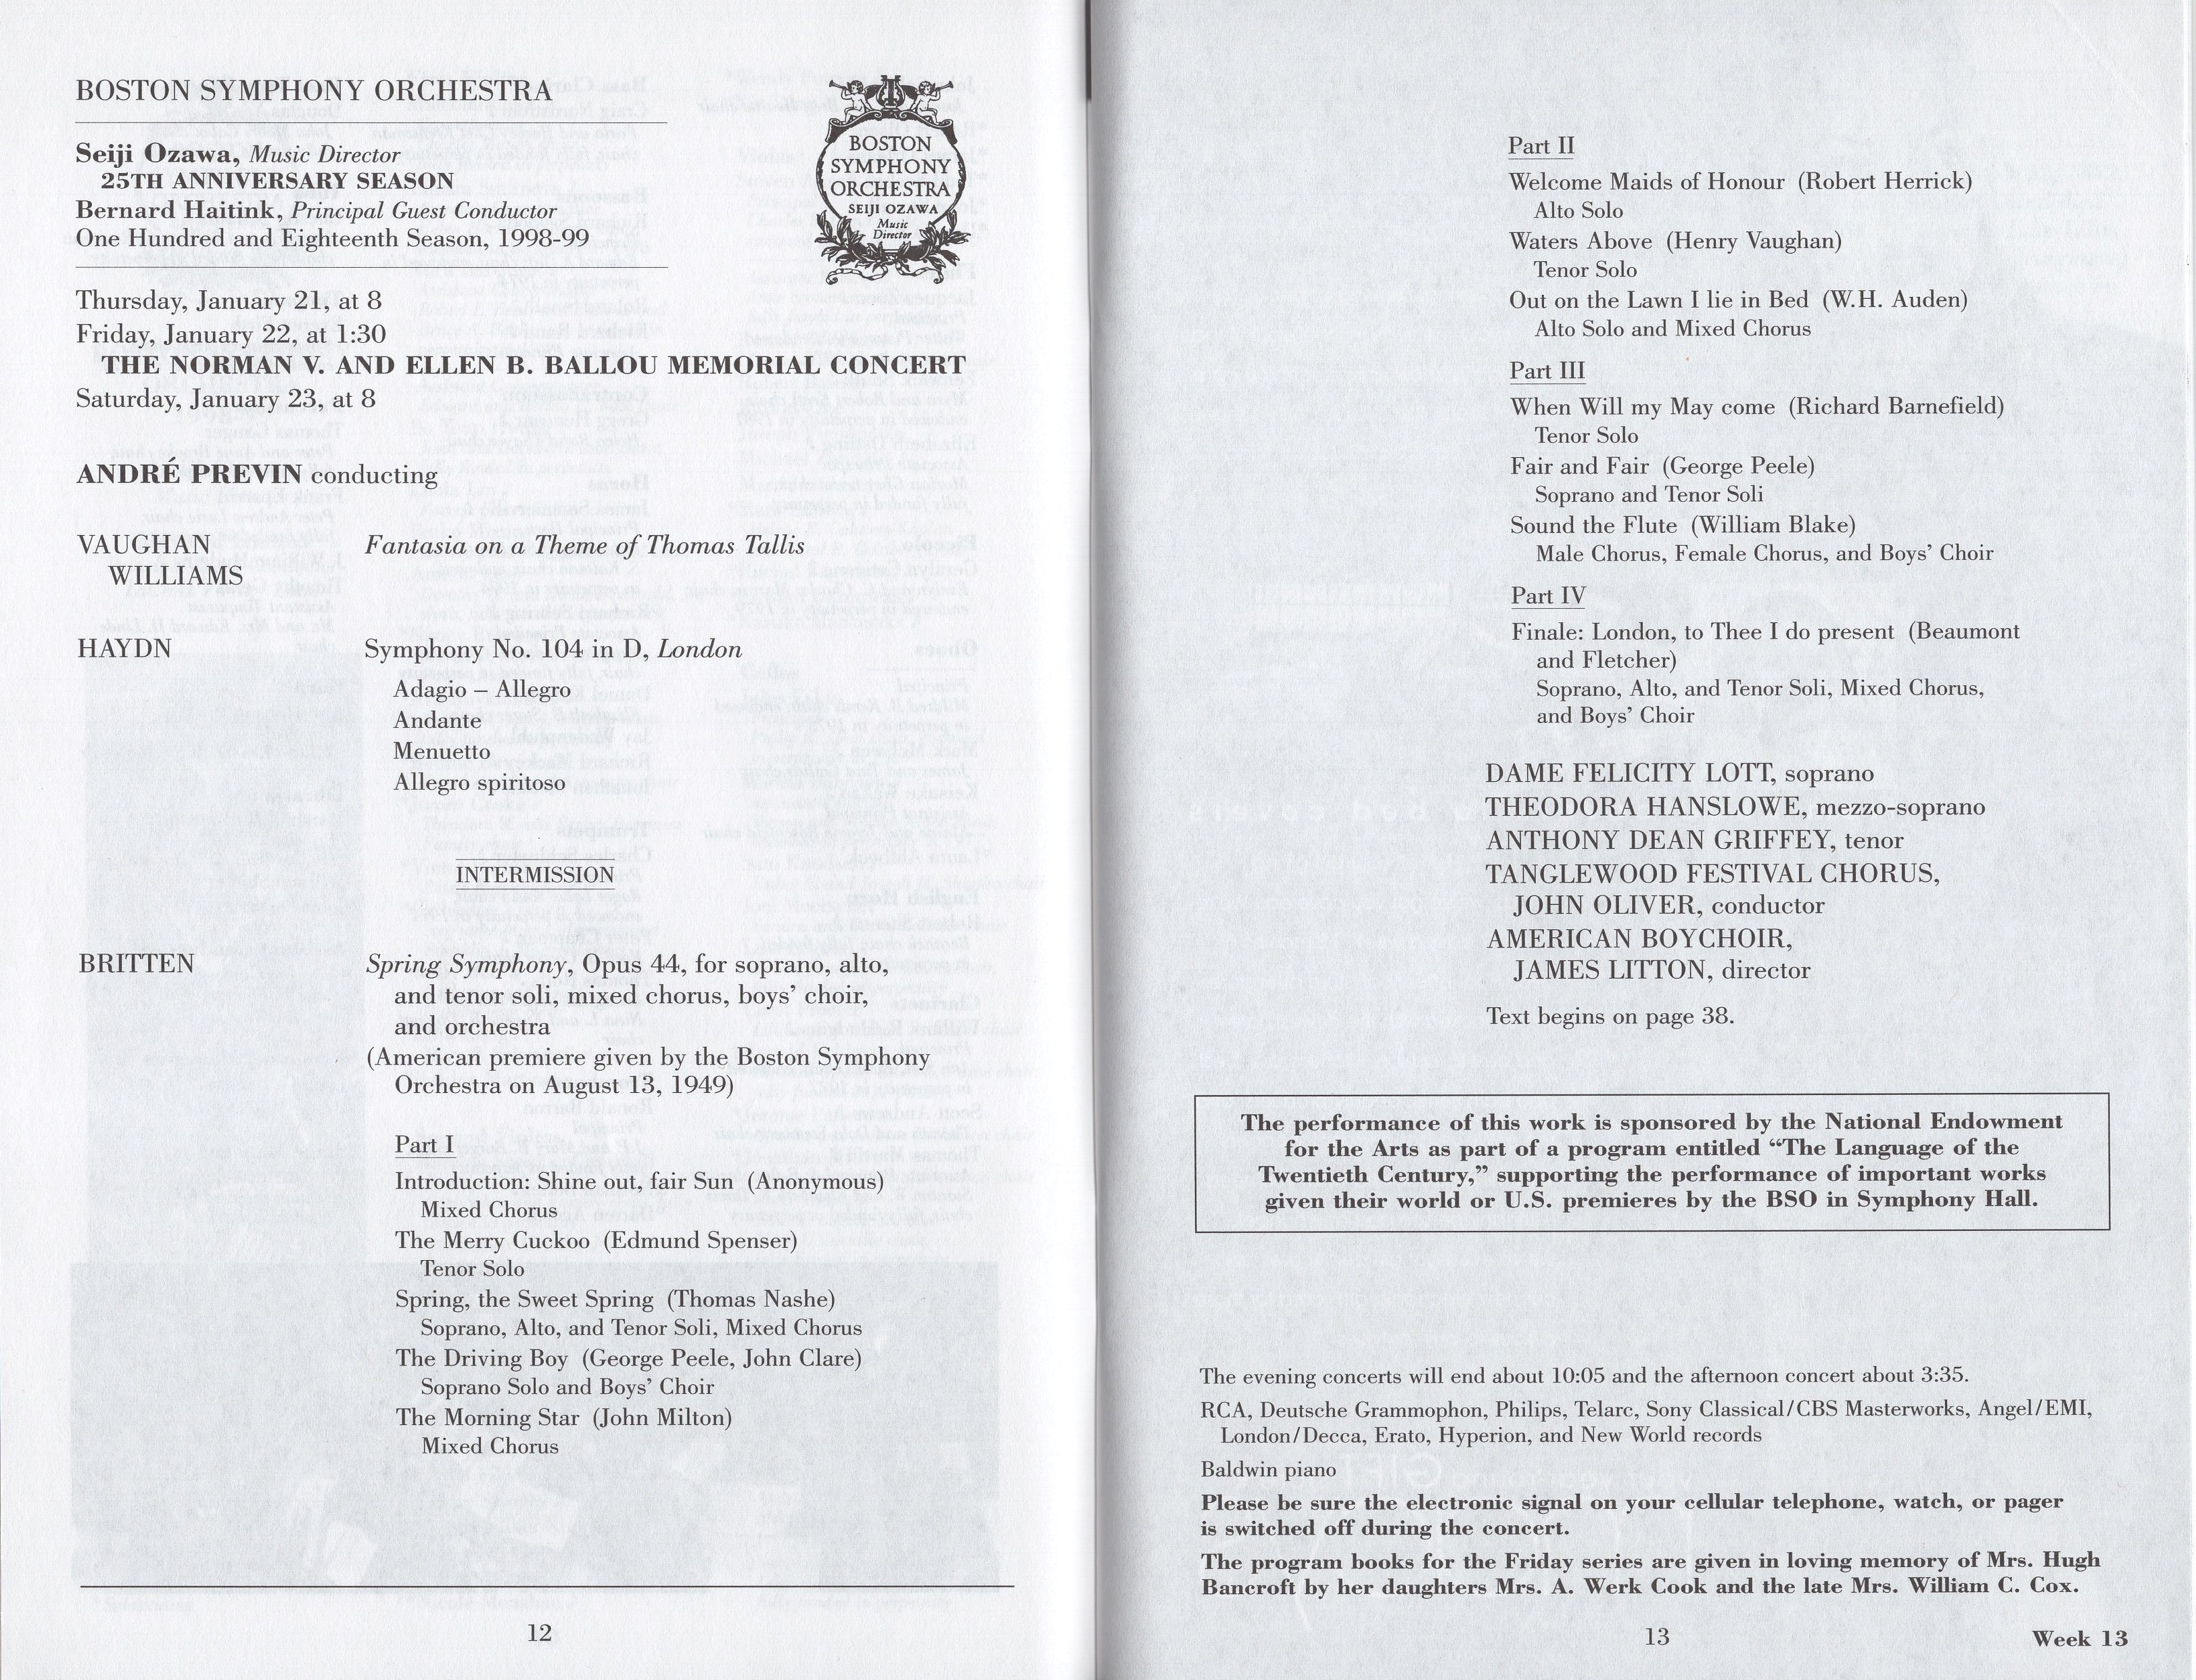 BOSTON SYMPHONY ORCHESTRA
Seiji Ozawa, Music Director
25TH ANNIVERSARY SEASON
Bernard Haitink, Principal Guest Conductor
One Hundred and Eighteenth Season, 1998-99
BOSTON
SYMPHONY
ORCHESTRA
SEIJI OZAWA
Music
Director
Thursday, January 21, at 8
Friday, January 22, at 1:30
THE NORMAN V. AND ELLEN B. BALLOU MEMORIAL CONCERT
Saturday, January 23, at 8
ANDRÉ PREVIN conducting
VAUGHAN
WILLIAMS
Fantasia on a Theme of Thomas Tallis
HAYDN
Symphony No. 104 in D, London
Adagio – Allegro
Andante
Menuetto
Allegro spiritoso
INTERMISSION
BRITTEN
Spring Symphony, Opus 44, for soprano, alto,
and tenor soli, mixed chorus, boys’ choir,
and orchestra
(American premiere given by the Boston Symphony
Orchestra on August 13, 1949)
Part I
Introduction: Shine out, fair Sun (Anonymous)
Mixed Chorus
The Merry Cuckoo (Edmund Spenser)
Tenor Solo
Spring, the Sweet Spring (Thomas Nashe)
Soprano, Alto, and Tenor Soli, Mixed Chorus
The Driving Boy (George Peele, John Clare)
Soprano Solo and Boys’ Choir
The Morning Star (John Milton)
Mixed Chorus
12
Part II
Welcome Maids of Honour (Robert Herrick)
Alto Solo
Waters Above (Henry Vaughan)
Tenor Solo
Out on the Lawn I lie in Bed (W.H. Auden)
Alto Solo and Mixed Chorus
Part III
When Will my May come (Richard Barnefield)
Tenor Solo
Fair and Fair (George Peele)
Soprano and Tenor Soli
Sound the Flute (William Blake)
Male Chorus, Female Chorus, and Boys’ Choir
Part IV
Finale: London, to Thee I do present (Beaumont
and Fletcher)
Soprano, Alto, and Tenor Soli, Mixed Chorus,
and Boys’ Choir
DAME FELICITY LOTT, soprano
THEODORA HANSLOWE, mezzo-soprano
ANTHONY DEAN GRIFFEY, tenor
TANGLEWOOD FESTIVAL CHORUS,
JOHN OLIVER, conductor
AMERICAN BOYCHOIR,
JAMES LITTON, director
Text begins on page 38.
The performance of this work is sponsored by the National Endowment
for the Arts as part of a program entitled “The Language of the
Twentieth Century,” supporting the performance of important works
given their world or U.S. premieres by the BSO in Symphony Hall.
The evening concerts will end about 10:05 and the afternoon concert about 3:35.
RCA, Deutsche Grammophon, Philips, Telarc, Sony Classical/CBS Masterworks, Angel/EMI,
London/Decca, Erato, Hyperion, and New World records
Baldwin piano
Please be sure the electronic signal on your cellular telephone, watch, or pager
is switched off during the concert.
The program books for the Friday series are given in loving memory of Mrs. Hugh
Bancroft by her daughters Mrs. A. Werk Cook and the late Mrs. William C. Cox.
13
Week 13